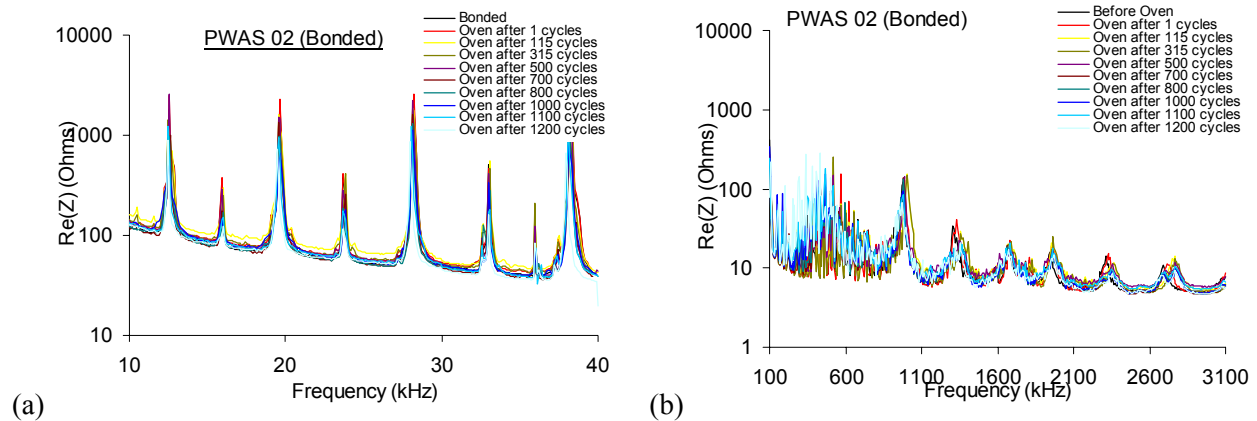 PWAS 02 (Bonded)
Bonded
Oven after 1 cycles
Oven after 115 cycles
Oven after 315 cycles
Oven after 500 cycles
Oven after 700 cycles
Oven after 800 cycles
Oven after 1000 cycles
Oven after 1100 cycles
Oven after 1200 cycles
10000
1000
100
10
Re(Z) (Ohms)
10
20
30
40
Frequency (kHz)
(a)
PWAS 02 (Bonded)
Before Oven
Oven after 1 cycles
Oven after 115 cycles
Oven after 315 cycles
Oven after 500 cycles
Oven after 700 cycles
Oven after 800 cycles
Oven after 1000 cycles
Oven after 1100 cycles
Oven after 1200 cycles
10000
1000
100
10
1
Re(Z) (Ohms)
100
600
1100
1600
2100
2600
3100
Frequency (kHz)
(b)